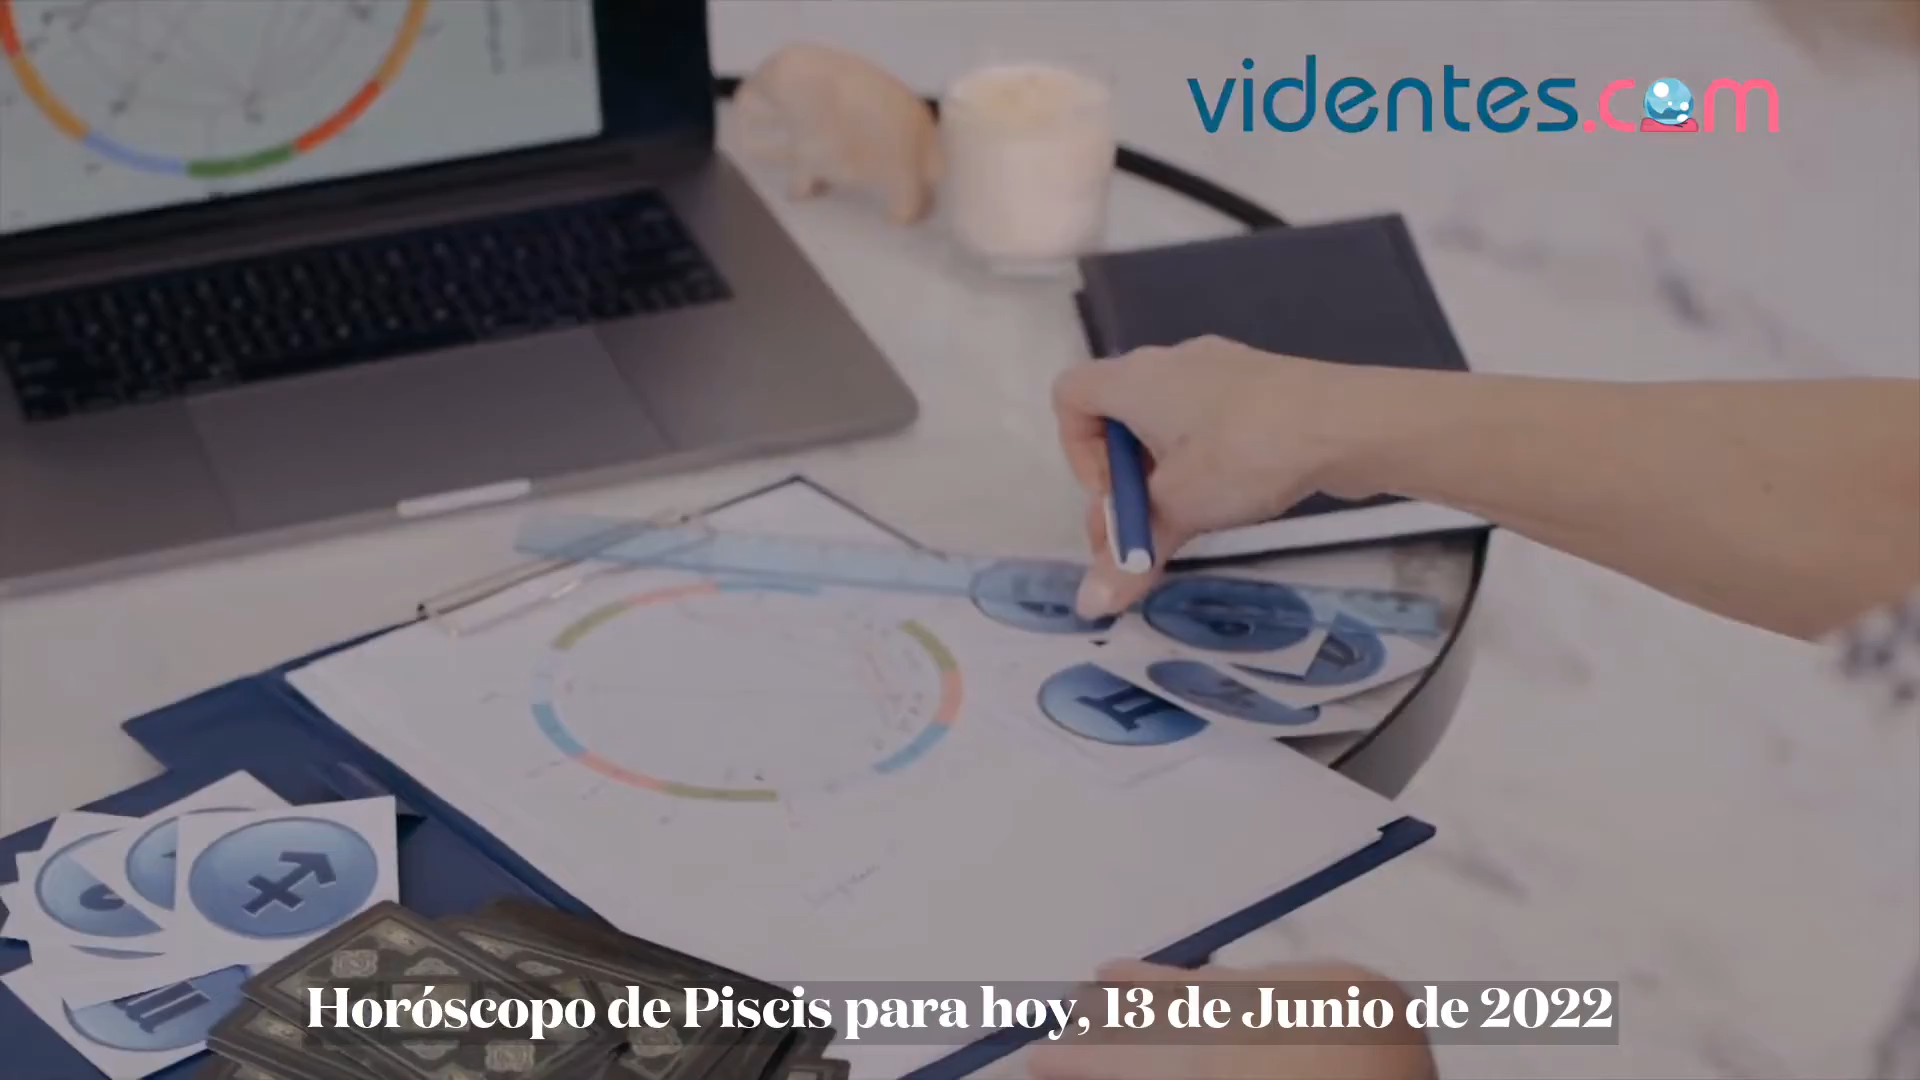 videntes.com
Horóscopo de Piscis para hoy, 13 de Junio de 2022